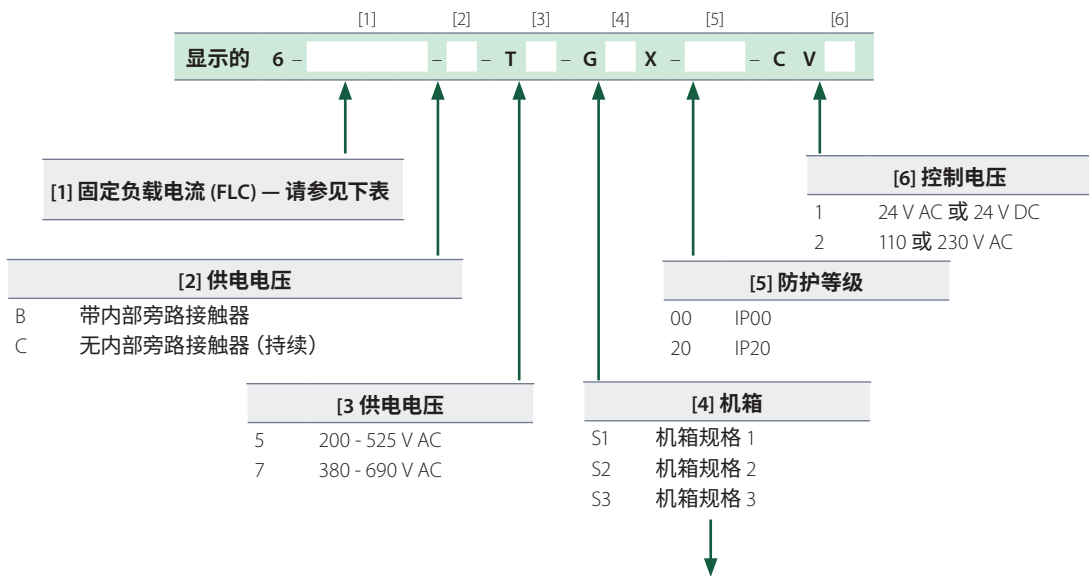 [1] [2] [3] [4] [5] [6]
显示的 6 – – – T – G X – – C V
[1] 固定负载电流 (FLC) — 请参见下表
[6] 控制电压
1 24 V AC 或 24 V DC
2 110 或 230 V AC
[2] 供电电压
B 带内部旁路接触器
C 无内部旁路接触器（持续）
[5] 防护等级
00 IP00
20 IP20
[3 供电电压
5 200 - 525 V AC
7 380 - 690 V AC
[4] 机箱
S1 机箱规格 1
S2 机箱规格 2
S3 机箱规格 3